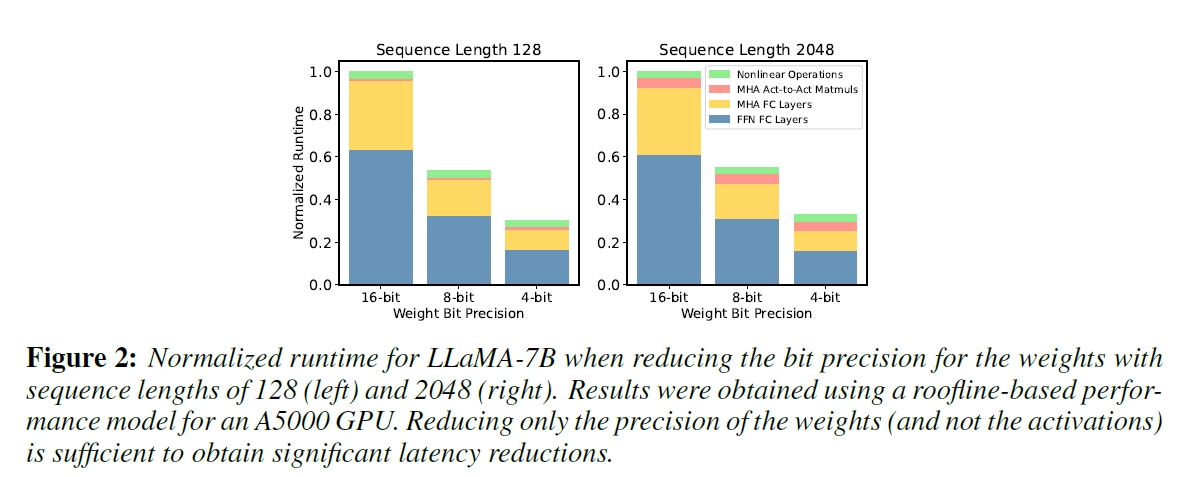 Sequence Length 128
Sequence Length 2048
Normalized Runtime
1.0
0.8
0.6
0.4
0.2
0.0
16-bit
8-bit
4-bit
Weight Bit Precision
1.0
0.8
0.6
0.4
0.2
0.0
Nonlinear Operations
MHA Act-to-Act Matmuls
MHA FC Layers
FFN FC Layers
16-bit
8-bit
4-bit
Weight Bit Precision
Figure 2: Normalized runtime for LLaMA-7B when reducing the bit precision for the weights with
sequence lengths of 128 (left) and 2048 (right). Results were obtained using a roofline-based perfor-
mance model for an A5000 GPU. Reducing only the precision of the weights (and not the activations)
is sufficient to obtain significant latency reductions.